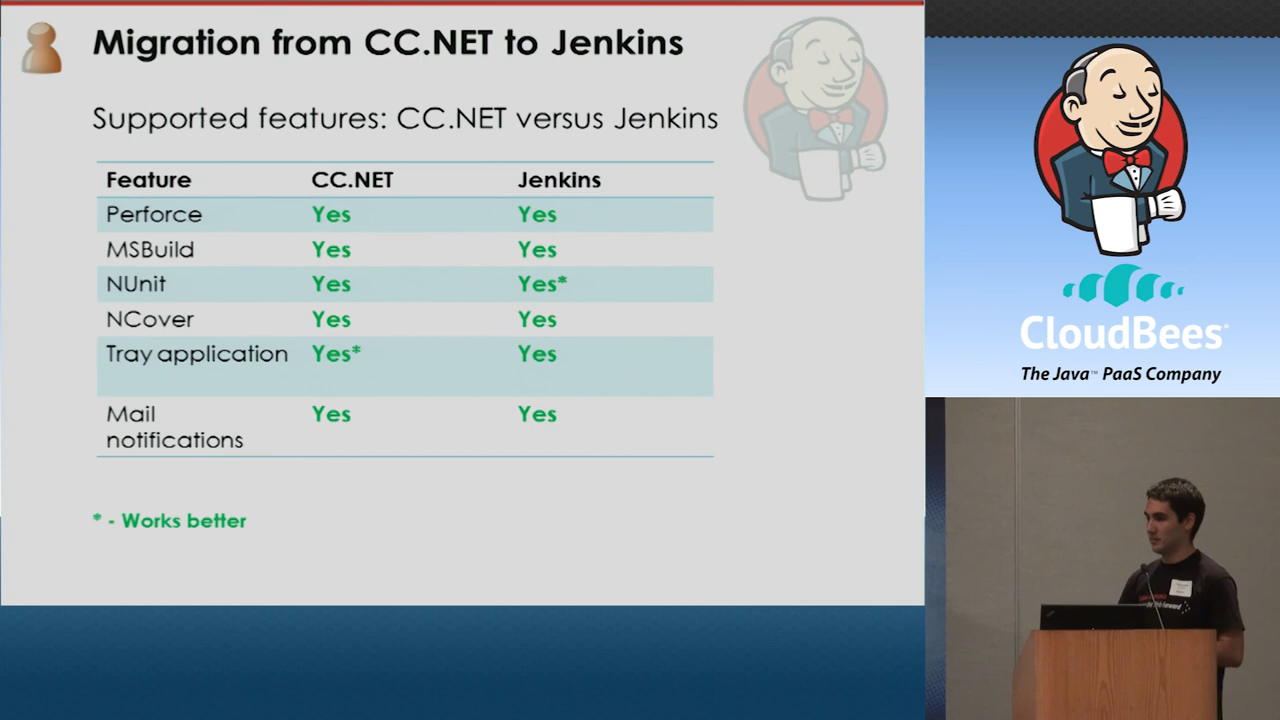 Migration from CC.NET to Jenkins
Supported features: CC.NET versus Jenkins
Feature CC.NET Jenkins
Perforce Yes Yes
MSBuild Yes Yes
NUnit Yes Yes*
NCover Yes Yes
Tray application Yes* Yes
Mail notifications Yes Yes
* - Works better
CloudBees
The Java™ PaaS Company